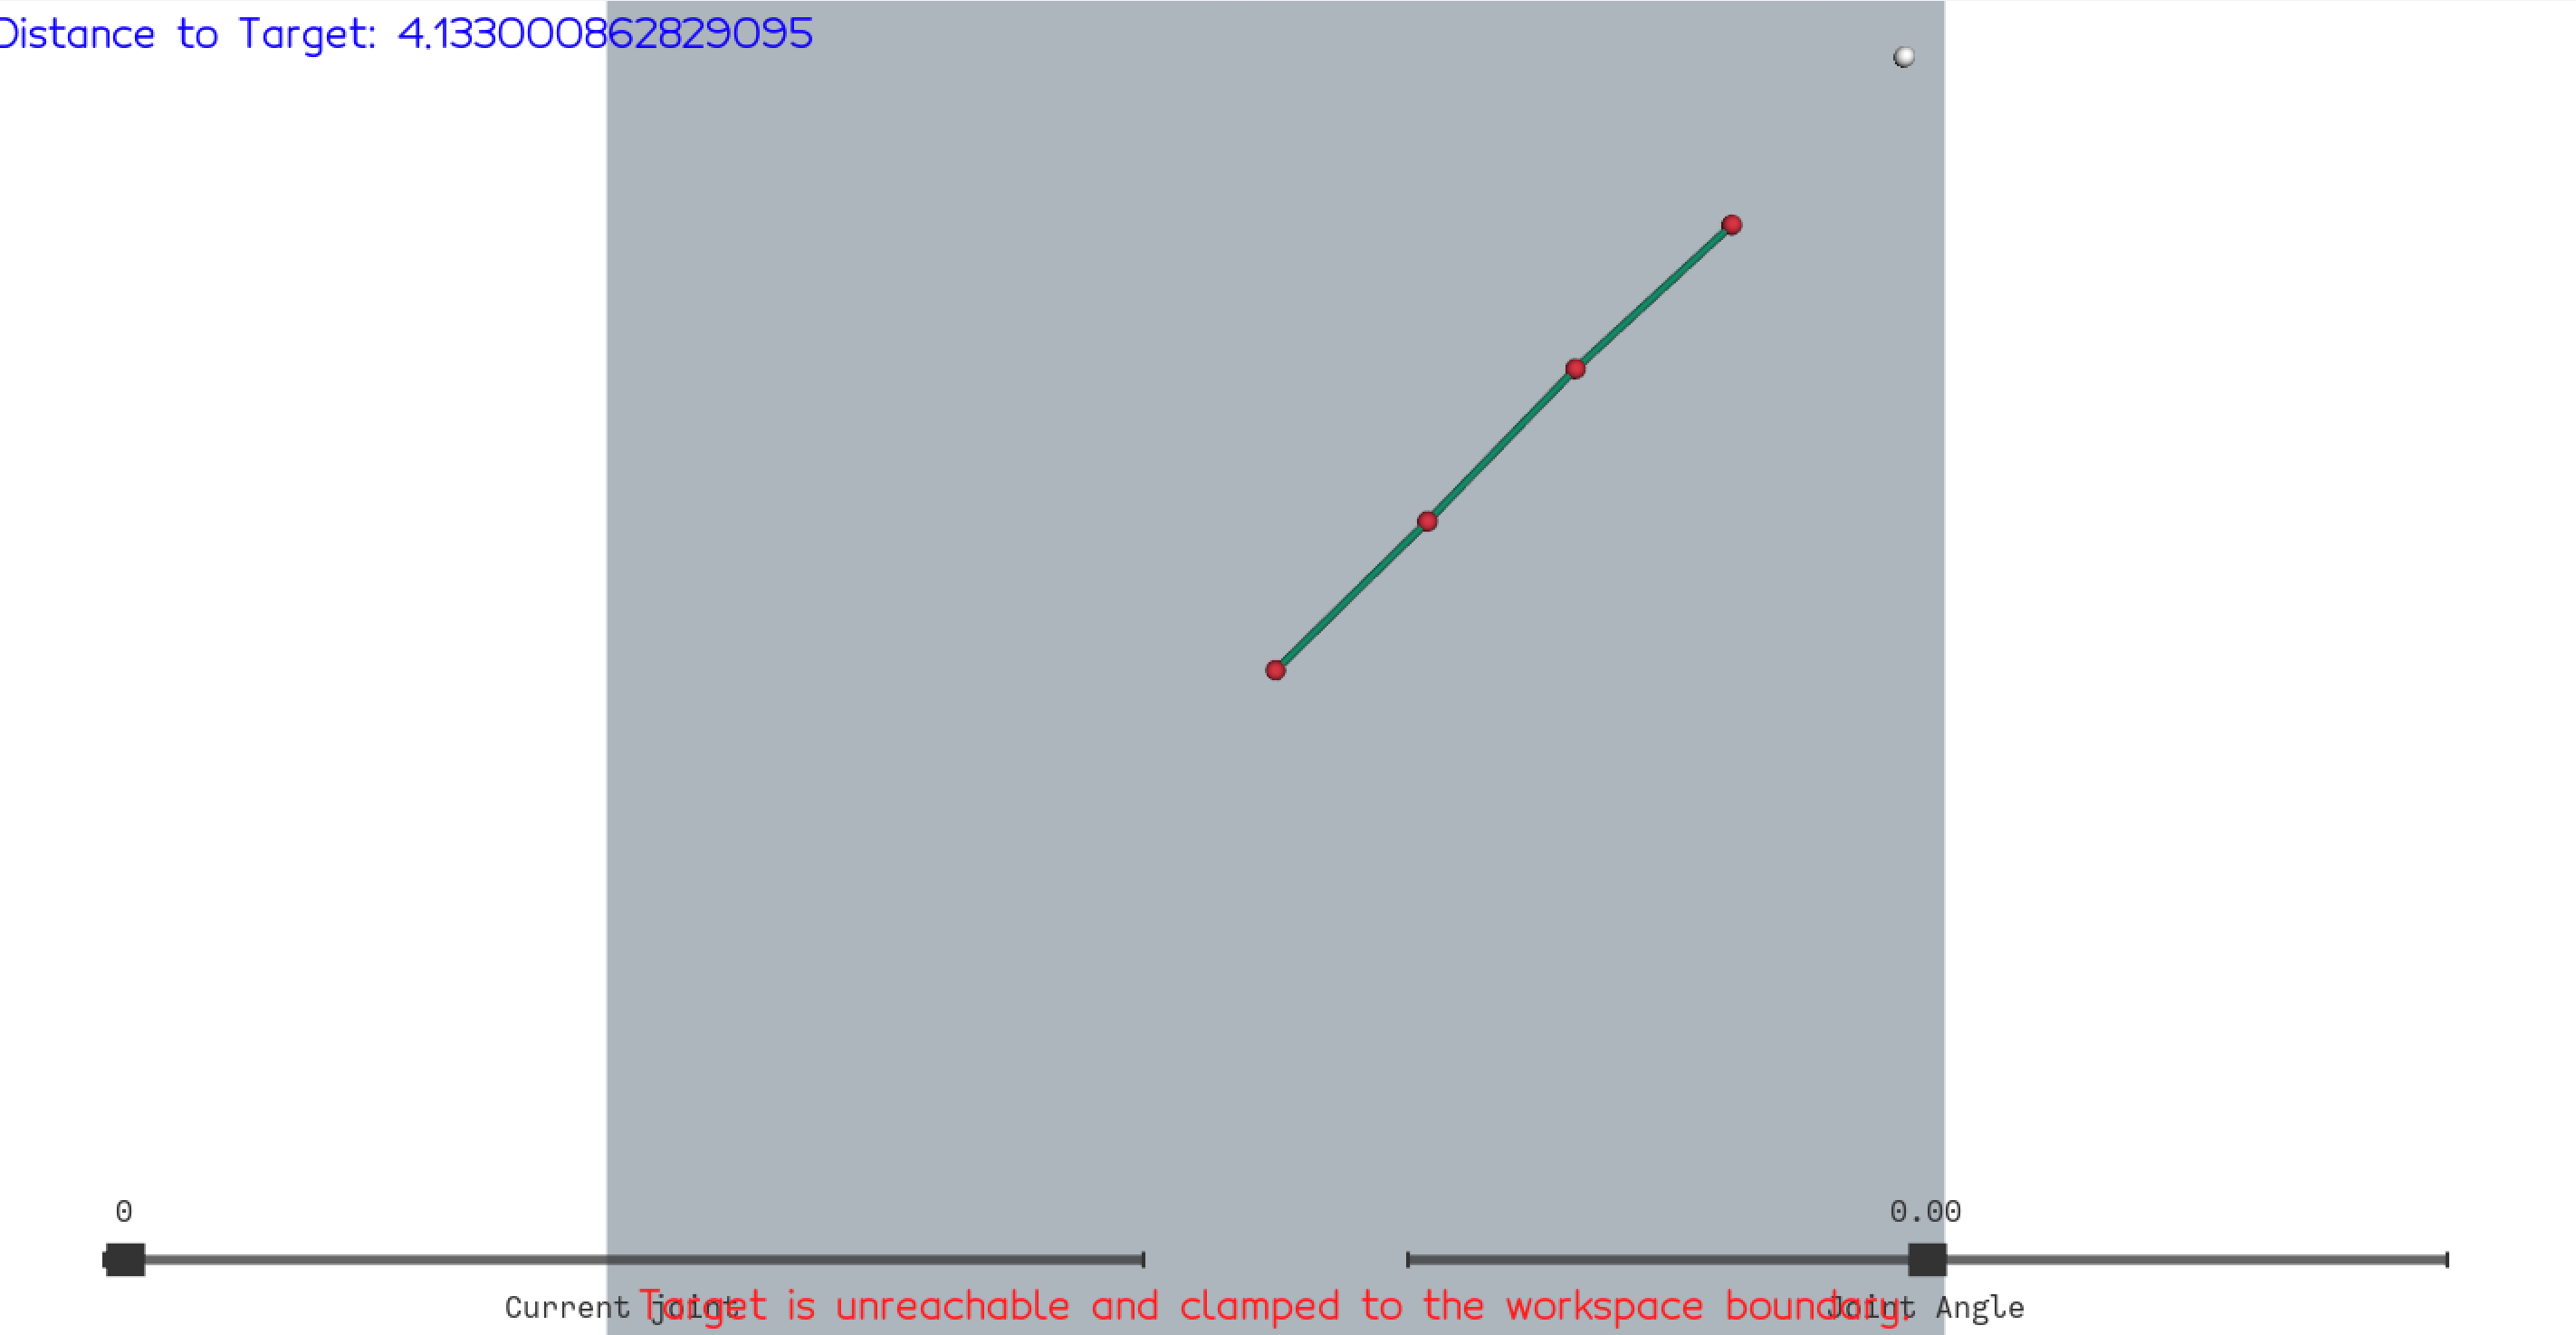 Distance to Target: 4.1330000862829095
0
0.00
Current joint
Target is unreachable and clamped to the workspace boundary.
Joint Angle